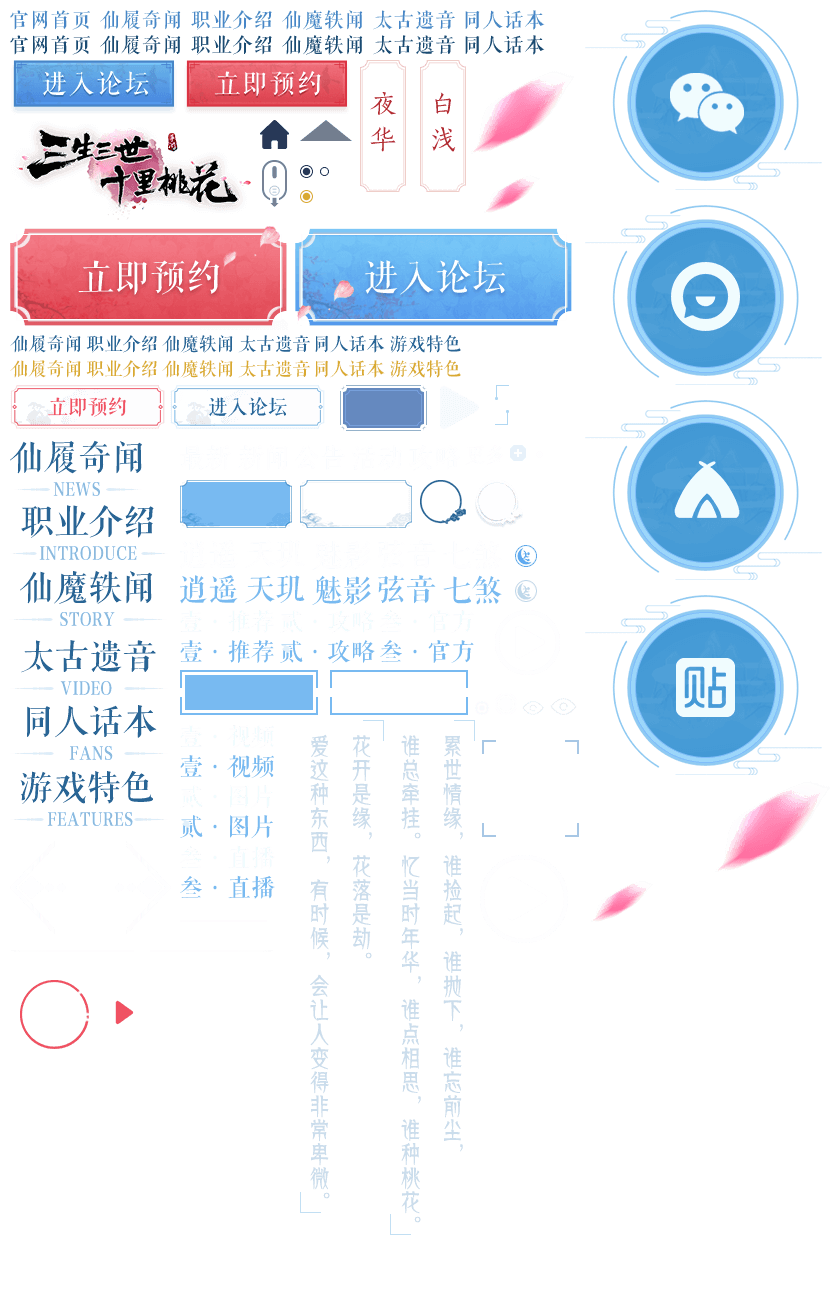 官网首页 仙履奇闻 职业介绍 仙魔轶闻 太古遗音 同人话本
官网首页 仙履奇闻 职业介绍 仙魔轶闻 太古遗音 同人话本
进入论坛
立即预约
夜华
白浅
三生三世
十里桃花
立即预约
进入论坛
仙履奇闻 职业介绍 仙魔轶闻 太古遗音 同人话本 游戏特色
仙履奇闻 职业介绍 仙魔轶闻 太古遗音 同人话本 游戏特色
立即预约
进入论坛
仙履奇闻
NEWS
职业介绍
INTRODUCE
仙魔轶闻
STORY
太古遗音
VIDEO
同人话本
FANS
游戏特色
FEATURES
逍遥 天玑 魅影 弦音 七煞
壹·推荐 贰·攻略 叁·官方
壹·推荐 贰·攻略 叁·官方
壹·视频
壹·视频
贰·图片
贰·图片
叁·直播
叁·直播
累世情缘，谁捡起，谁抛下，谁忘前尘，
谁总牵挂。忆当时年华，谁点相思，谁种桃花。
花开是缘，花落是劫。
爱这种东西，有时候，会让人变得非常卑微。
贴